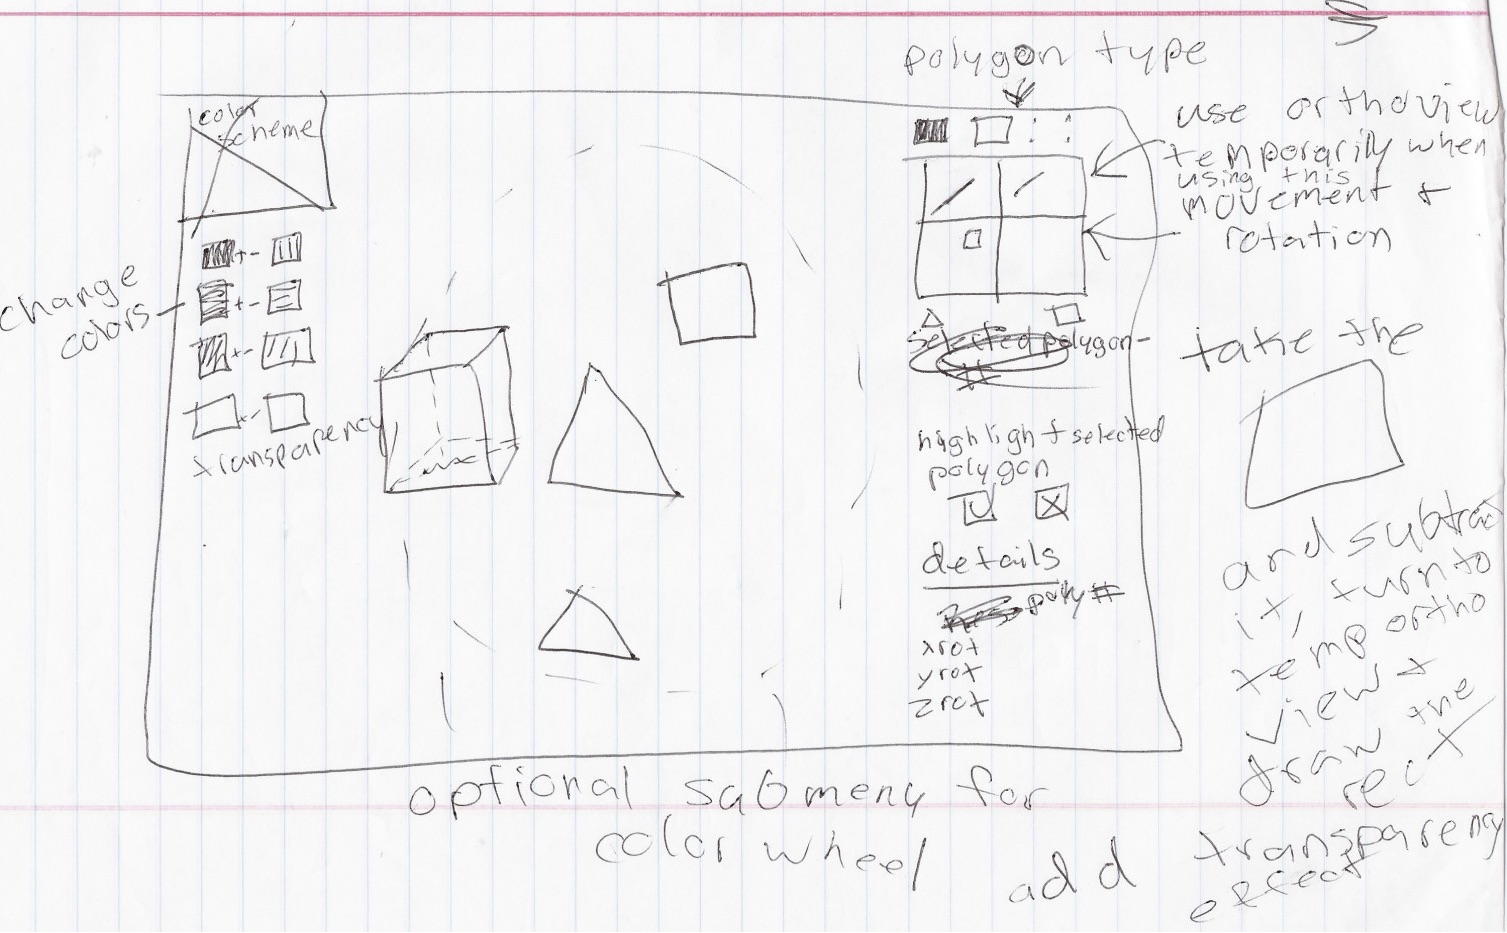 polygon type
color
scheme
use orthoview
temporarily when
using this
movement +
rotation
change
colors
+-
+-
+-
+-
transparency
selected polygon-
#
take the
highlight selected
polygon
details
poly #
xrot
yrot
zrot
and subtract
it, turn to
temp ortho
view +
draw the
rect
optional submenu for
color wheel
add transparency
effect